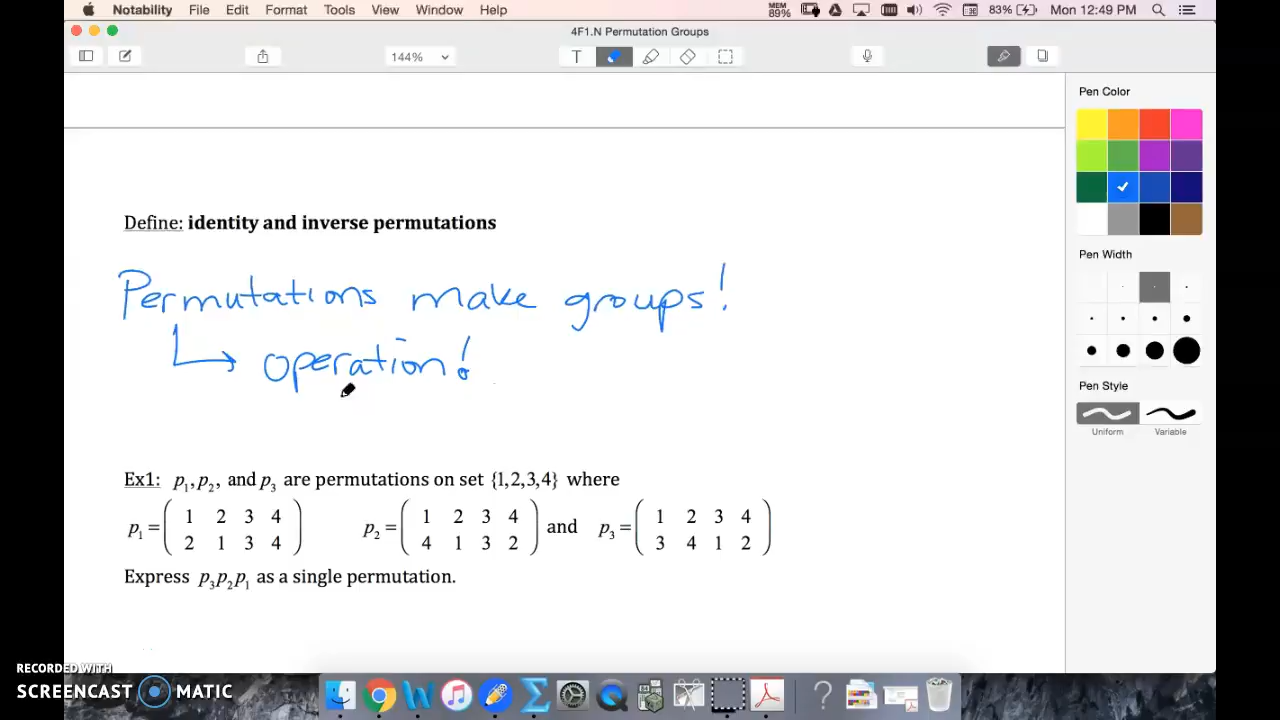 Notability File Edit Format Tools View Window Help MEM 89% 83% Mon 12:49 PM
4F1.N Permutation Groups
144% T
Pen Color
Define: identity and inverse permutations
Permutations make groups!
operation!
Pen Width
Pen Style
Uniform Variable
Ex1: p₁, p₂, and p₃ are permutations on set {1,2,3,4} where
p₁ = ( 1 2 3 4 ) p₂ = ( 1 2 3 4 ) and p₃ = ( 1 2 3 4 )
( 2 1 3 4 ) ( 4 1 3 2 ) ( 3 4 1 2 )
Express p₃p₂p₁ as a single permutation.
RECORDED WITH
SCREENCAST MATIC